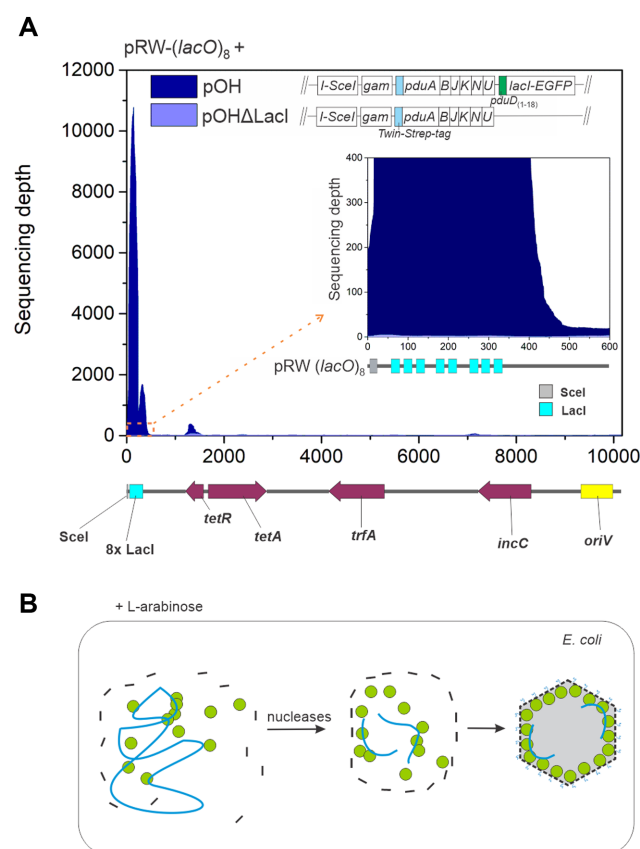 A
pRW-(lacO)8 +
pOH
I-SceI gam pduA B J K N U lacI-EGFP
pduD(1-18)
pOHΔLacI
I-SceI gam pduA B J K N U
Twin-Strep-tag
Sequencing depth
12000
10000
8000
6000
4000
2000
0
0 2000 4000 6000 8000 10000
Sequencing depth
400
300
200
100
0
0 100 200 300 400 500 600
pRW (lacO)8
SceI
LacI
SceI
8x LacI
tetR
tetA
trfA
incC
oriV
B
+ L-arabinose
E. coli
nucleases